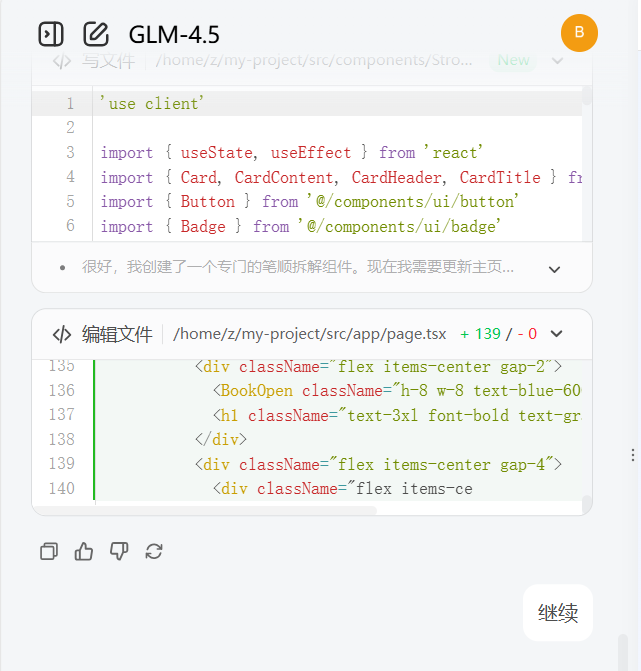 GLM-4.5
B
写文件 /home/z/my-project/src/components/Stro... New
1 'use client'
2
3 import { useState, useEffect } from 'react'
4 import { Card, CardContent, CardHeader, CardTitle } fr
5 import { Button } from '@/components/ui/button'
6 import { Badge } from '@/components/ui/badge'
• 很好，我创建了一个专门的笔顺拆解组件。现在我需要更新主页...
编辑文件 /home/z/my-project/src/app/page.tsx + 139 / - 0
135 <div className="flex items-center gap-2">
136 <BookOpen className="h-8 w-8 text-blue-60
137 <h1 className="text-3xl font-bold text-gr
138 </div>
139 <div className="flex items-center gap-4">
140 <div className="flex items-ce
继续